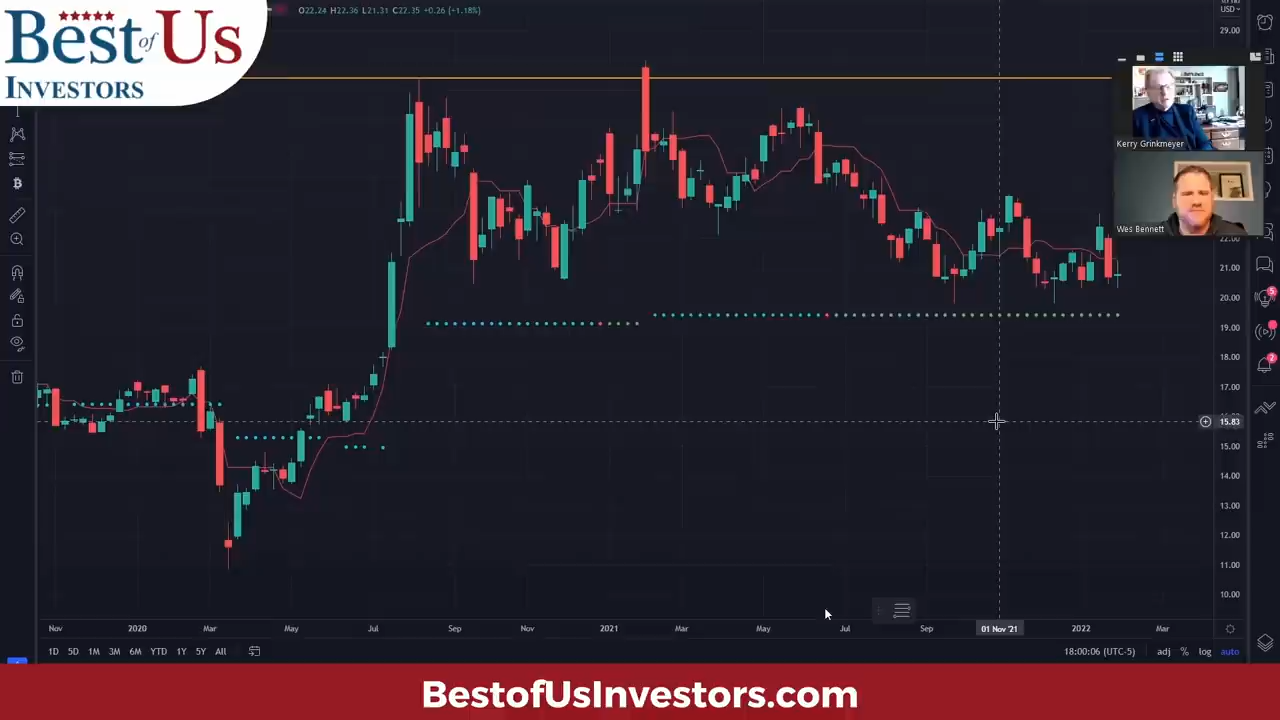 Best of Us
INVESTORS
O22.24 H22.36 L21.31 C22.35 +0.26 (+1.18%)
USD
29.00
Kerry Grinkmeyer
Wes Bennett
22.00
21.00
20.00
19.00
18.00
17.00
15.83
15.00
14.00
13.00
12.00
11.00
10.00
Nov 2020 Mar May Jul Sep Nov 2021 Mar May Jul Sep 01 Nov '21 2022 Mar
1D 5D 1M 3M 6M YTD 1Y 5Y All 18:00:06 (UTC-5) adj % log auto
5
2
BestofUsInvestors.com